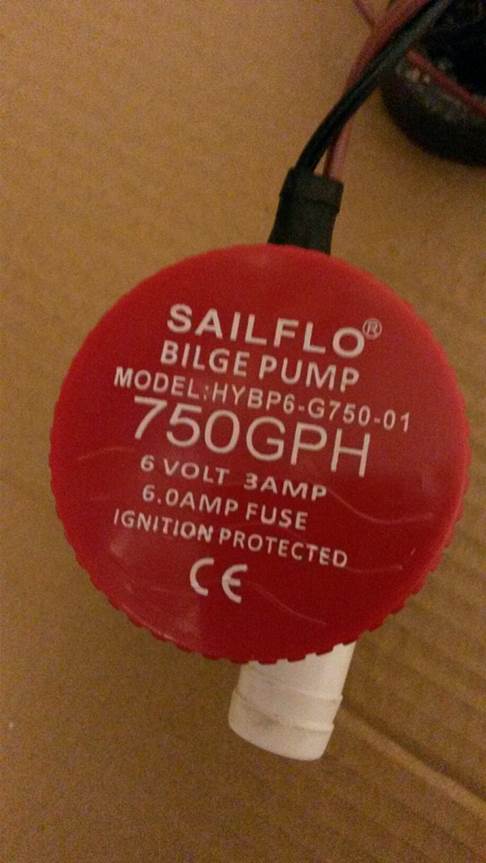 SAILFLO®
BILGE PUMP
MODEL:HYBP6-G750-01
750GPH
6 VOLT 3AMP
6.0AMP FUSE
IGNITION PROTECTED
CE